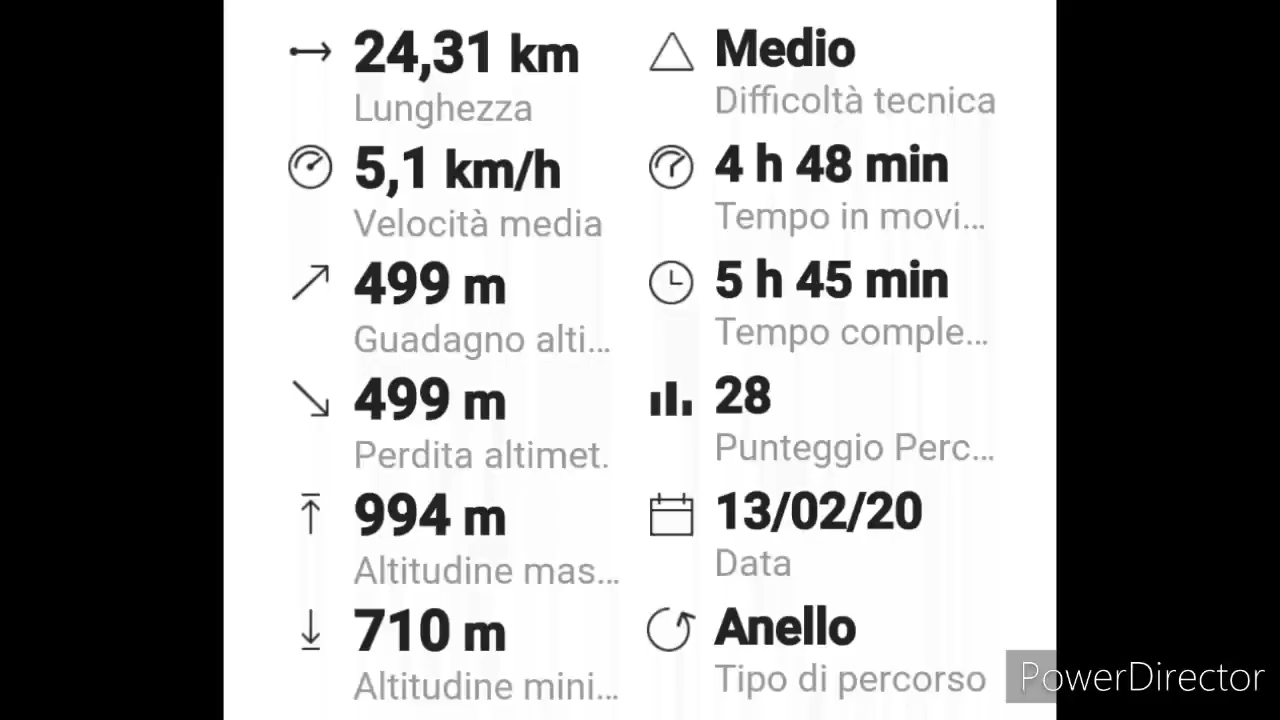 24,31 km
Lunghezza
Medio
Difficoltà tecnica
5,1 km/h
Velocità media
4 h 48 min
Tempo in movi...
499 m
Guadagno alti...
5 h 45 min
Tempo comple...
499 m
Perdita altimet.
28
Punteggio Perc...
994 m
Altitudine mas...
13/02/20
Data
710 m
Altitudine mini...
Anello
Tipo di percorso
PowerDirector